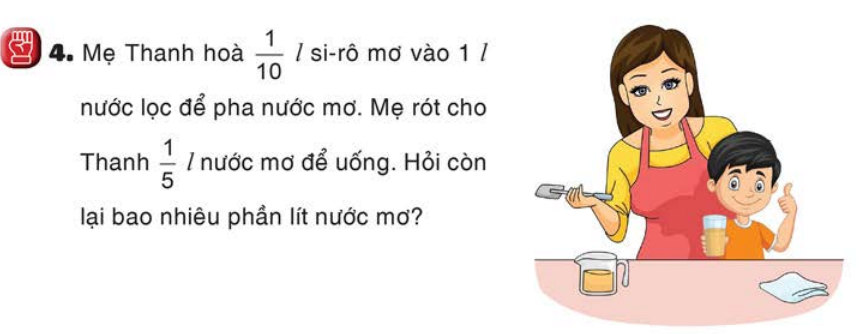 4. Mẹ Thanh hoà 1/10 l si-rô mơ vào 1 l
nước lọc để pha nước mơ. Mẹ rót cho
Thanh 1/5 l nước mơ để uống. Hỏi còn
lại bao nhiêu phần lít nước mơ?